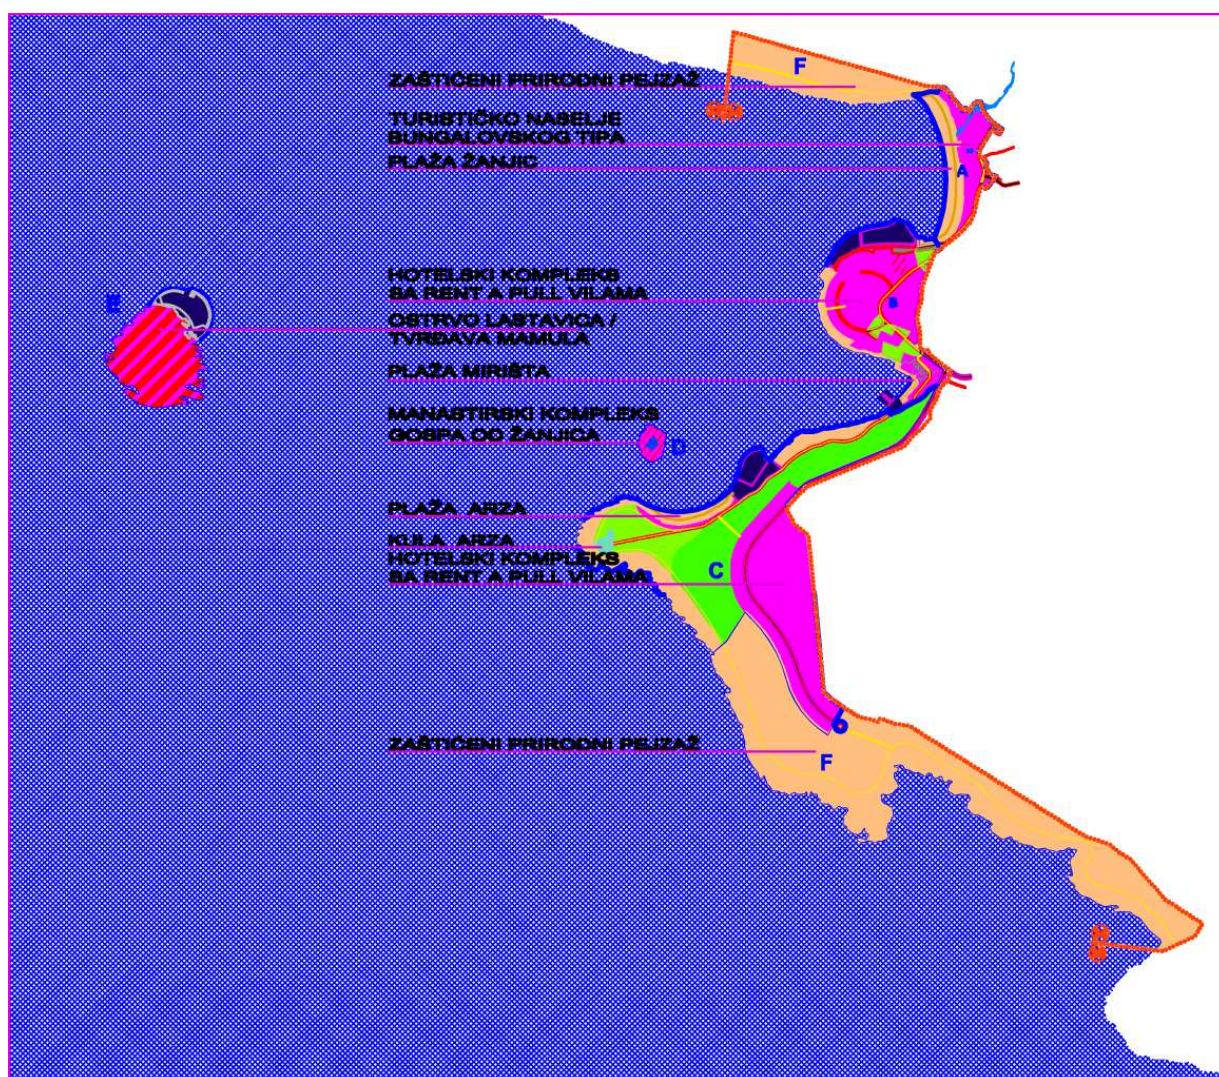 F
ZAŠTIĆENI PRIRODNI PEJZAŽ
TURISTIČKO NASELJE
BUNGALOVSKOG TIPA
PLAŽA ŽANJIC
A
HOTELSKI KOMPLEKS
SA RENT A PULL VILAMA
B
E
OSTRVO LASTAVICA /
TVRĐAVA MAMULA
PLAŽA MIRIŠTA
MANASTIRSKI KOMPLEKS
GOSPA OD ŽANJICA
D
PLAŽA ARZA
KULA ARZA
HOTELSKI KOMPLEKS
SA RENT A PULL VILAMA
C
ZAŠTIĆENI PRIRODNI PEJZAŽ
F